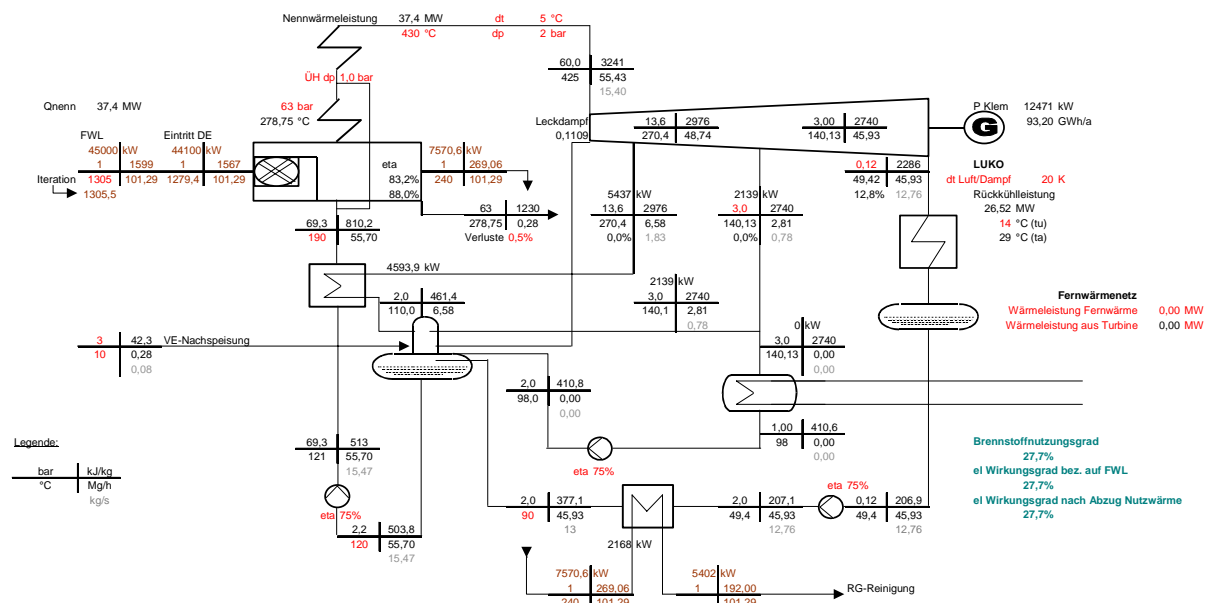 Nennwärmeleistung 37,4 MW dt 5 °C
430 °C dp 2 bar
60,0 3241
425 55,43
15,40
ÜH dp 1,0 bar
Qnenn 37,4 MW
63 bar
278,75 °C
Leckdampf
0,1109
13,6 2976
270,4 48,74
3,00 2740
140,13 45,93
G
P Klem 12471 kW
93,20 GWh/a
FWL Eintritt DE
45000 kW 44100 kW
1 1599 1 1567
1305 101,29 1279,4 101,29
Iteration
1305,5
eta
83,2%
88,0%
7570,6 kW
1 269,06
240 101,29
63 1230
278,75 0,28
Verluste 0,5%
0,12 2286
49,42 45,93
12,8% 12,76
LUKO
dt Luft/Dampf 20 K
Rückkühlleistung
26,52 MW
14 °C (tu)
29 °C (ta)
5437 kW
13,6 2976
270,4 6,58
0,0% 1,83
2139 kW
3,0 2740
140,13 2,81
0,0% 0,78
69,3 810,2
190 55,70
4593,9 kW
2,0 461,4
110,0 6,58
2139 kW
3,0 2740
140,1 2,81
0,78
Fernwärmenetz
Wärmeleistung Fernwärme 0,00 MW
Wärmeleistung aus Turbine 0,00 MW
3 42,3 VE-Nachspeisung
10 0,28
0,08
0 kW
3,0 2740
140,13 0,00
0,00
2,0 410,8
98,0 0,00
0,00
1,00 410,6
98 0,00
0,00
eta 75%
Legende:
bar kJ/kg
°C Mg/h
kg/s
69,3 513
121 55,70
15,47
eta 75%
2,2 503,8
120 55,70
15,47
2,0 377,1
90 45,93
13
2168 kW
2,0 207,1
49,4 45,93
12,76
eta 75%
0,12 206,9
49,4 45,93
12,76
Brennstoffnutzungsgrad
27,7%
el Wirkungsgrad bez. auf FWL
27,7%
el Wirkungsgrad nach Abzug Nutzwärme
27,7%
7570,6 kW
1 269,06
240 101,29
5402 kW
1 192,00
101,29
RG-Reinigung